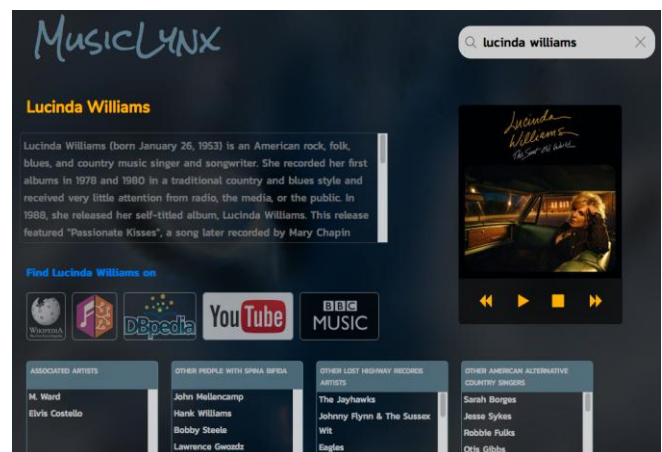 MusicLynx
lucinda williams
Lucinda Williams
Lucinda Williams (born January 26, 1953) is an American rock, folk,
blues, and country music singer and songwriter. She recorded her first
albums in 1978 and 1980 in a traditional country and blues style and
received very little attention from radio, the media, or the public. In
1988, she released her self-titled album, Lucinda Williams. This release
featured "Passionate Kisses", a song later recorded by Mary Chapin
Lucinda
Williams
This Sweet Old World
Find Lucinda Williams on
WIKIPEDIA
DBpedia
YouTube
BBC
MUSIC
ASSOCIATED ARTISTS
M. Ward
Elvis Costello
OTHER PEOPLE WITH SPINA BIFIDA
John Mellencamp
Hank Williams
Bobby Steele
Lawrence Gwozdz
OTHER LOST HIGHWAY RECORDS
ARTISTS
The Jayhawks
Johnny Flynn & The Sussex
Wit
Eagles
OTHER AMERICAN ALTERNATIVE
COUNTRY SINGERS
Sarah Borges
Jesse Sykes
Robbie Fulks
Otis Gibbs